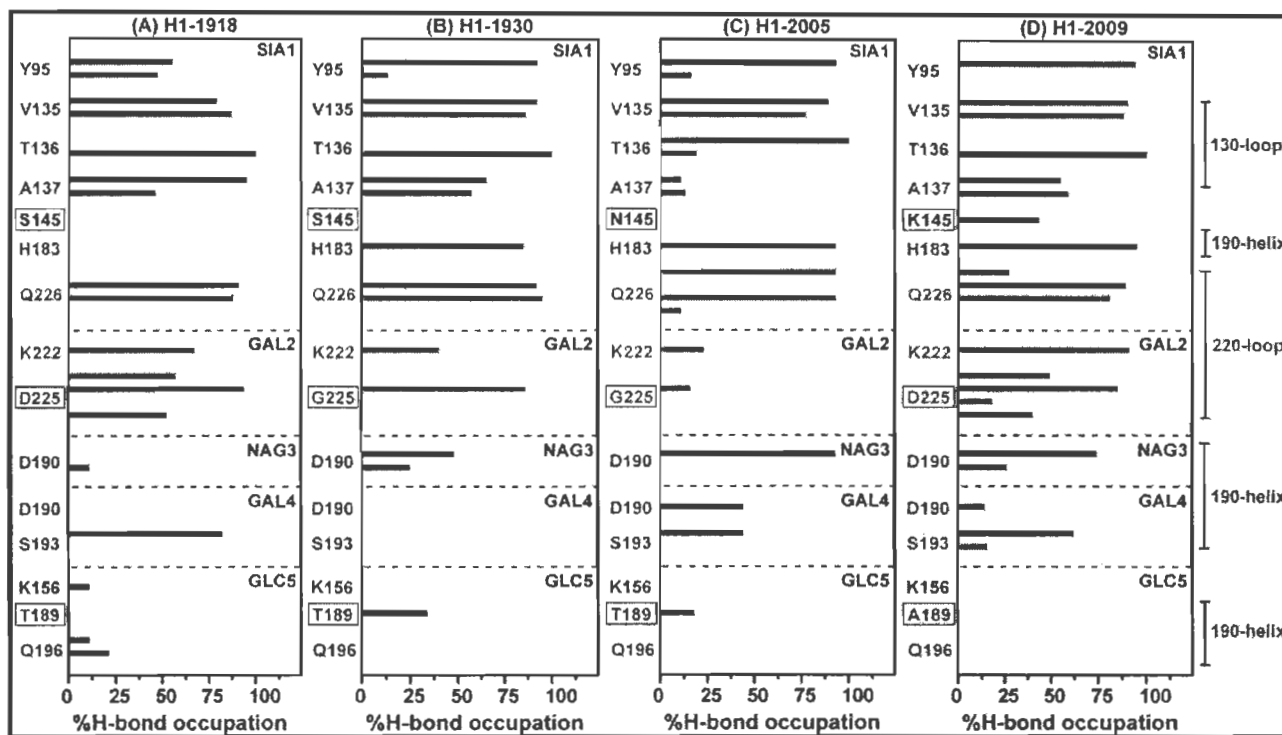 (A) H1-1918
SIA1
Y95
V135
T136
A137
S145
H183
Q226
GAL2
K222
D225
NAG3
D190
GAL4
D190
S193
GLC5
K156
T189
Q196
0 25 50 75 100
%H-bond occupation
(B) H1-1930
SIA1
Y95
V135
T136
A137
S145
H183
Q226
GAL2
K222
G225
NAG3
D190
GAL4
D190
S193
GLC5
K156
T189
Q196
0 25 50 75 100
%H-bond occupation
(C) H1-2005
SIA1
Y95
V135
T136
A137
N145
H183
Q226
GAL2
K222
G225
NAG3
D190
GAL4
D190
S193
GLC5
K156
T189
Q196
0 25 50 75 100
%H-bond occupation
(D) H1-2009
SIA1
Y95
V135
T136
A137
K145
H183
Q226
GAL2
K222
D225
NAG3
D190
GAL4
D190
S193
GLC5
K156
A189
Q196
0 25 50 75 100
%H-bond occupation
130-loop
190-helix
220-loop
190-helix
190-helix